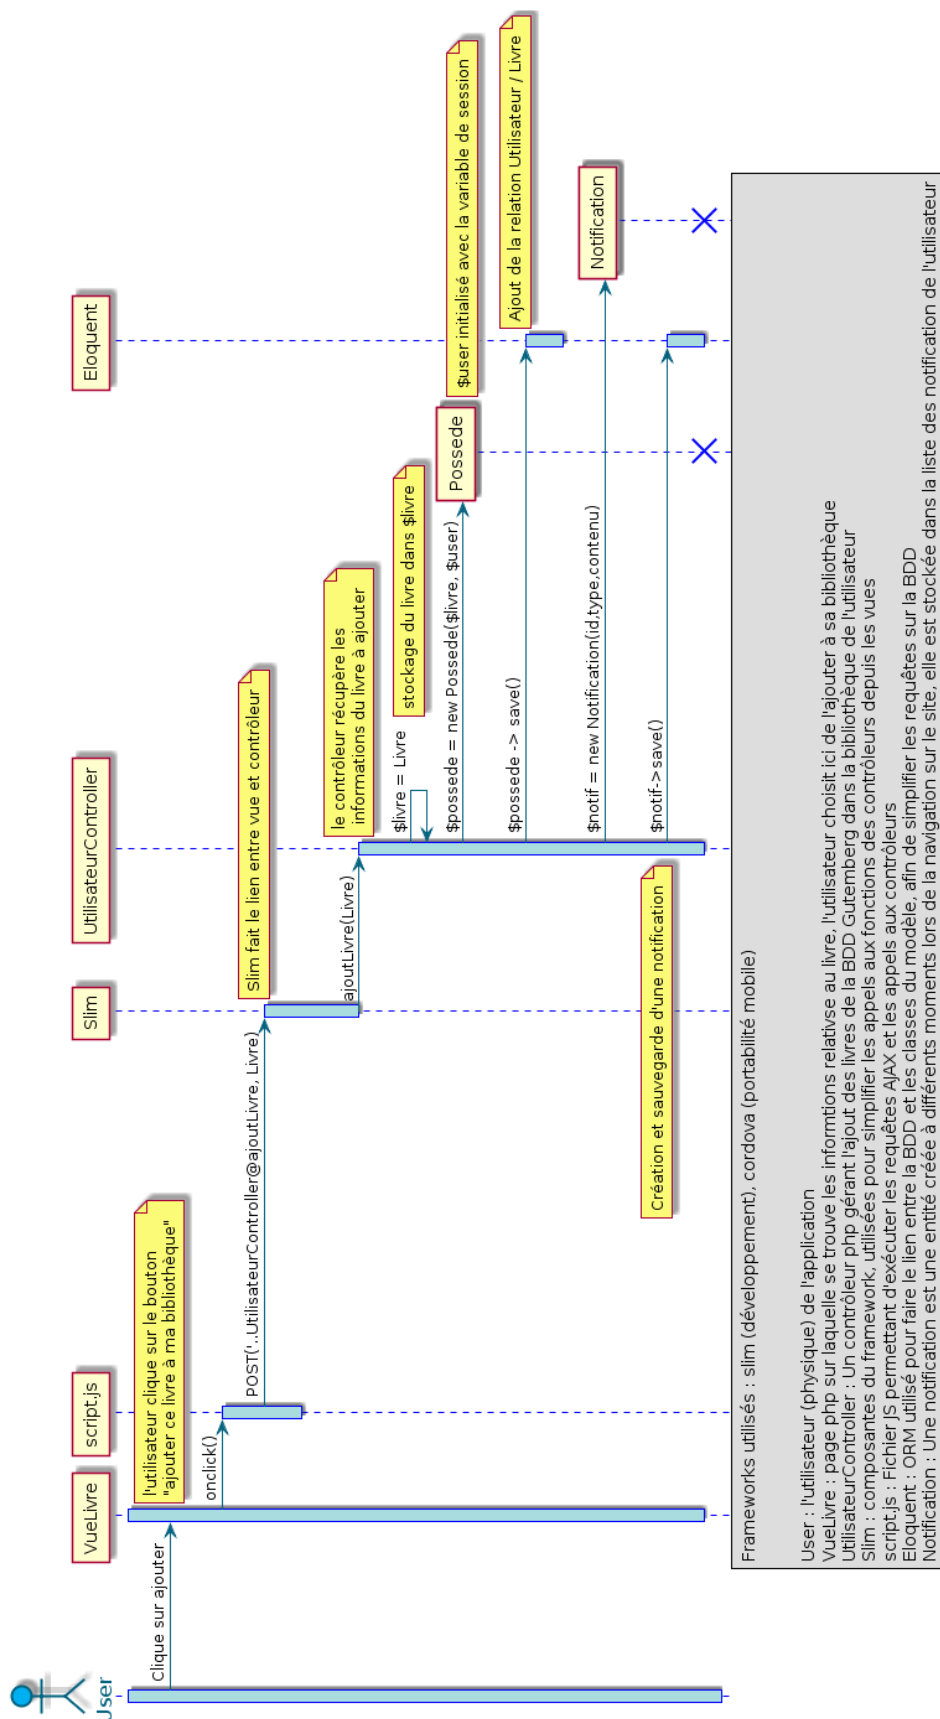 User
VueLivre
script.js
Slim
UtilisateurController
Eloquent
Clique sur ajouter
l'utilisateur clique sur le bouton
"ajouter ce livre à ma bibliothèque"
onclick()
POST('..UtilisateurController@ajoutLivre, Livre)
Slim fait le lien entre vue et contrôleur
ajoutLivre(Livre)
le contrôleur récupère les
informations du livre à ajouter
$livre = Livre
stockage du livre dans $livre
$possede = new Possede($livre, $user)
Possede
$user initialisé avec la variable de session
$possede -> save()
Ajout de la relation Utilisateur / Livre
$notif = new Notification(id,type,contenu)
Notification
$notif->save()
Création et sauvegarde d'une notification
Frameworks utilisés : slim (développement), cordova (portabilité mobile)
User : l'utilisateur (physique) de l'application
VueLivre : page php sur laquelle se trouve les informtions relativse au livre, l'utilisateur choisit ici de l'ajouter à sa bibliothèque
UtilisateurController : Un contrôleur php gérant l'ajout des livres de la BDD Gutemberg dans la bibliothèque de l'utilisateur
Slim : composantes du framework, utilisées pour simplifier les appels aux fonctions des contrôleurs depuis les vues
script.js : Fichier JS permettant d'exécuter les requêtes AJAX et les appels aux contrôleurs
Eloquent : ORM utilisé pour faire le lien entre la BDD et les classes du modèle, afin de simplifier les requêtes sur la BDD
Notification : Une notification est une entité créée à différents moments lors de la navigation sur le site, elle est stockée dans la liste des notification de l'utilisateur